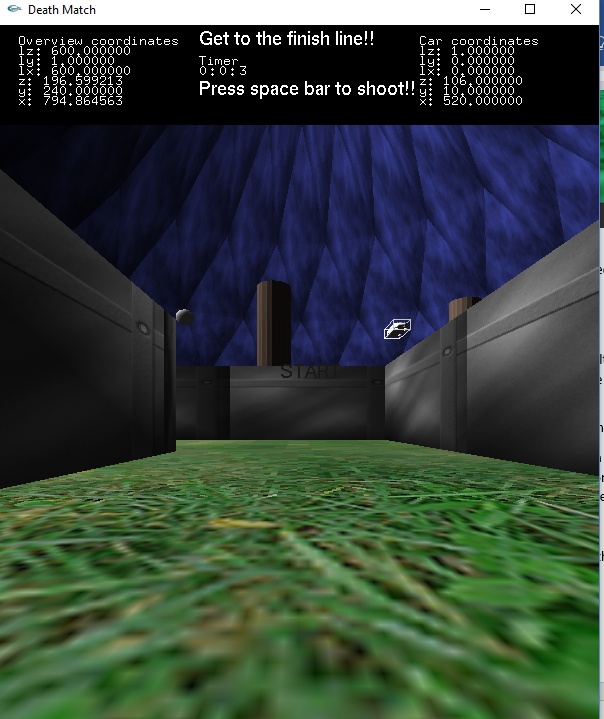 Death Match
Overview coordinates
lz: 600.000000
ly: 1.000000
lx: 600.000000
z: 196.599213
y: 240.000000
x: 794.864563
Get to the finish line!!
Timer
0:0:3
Press space bar to shoot!!
Car coordinates
lz: 1.000000
ly: 0.000000
lx: 0.000000
z: 106.000000
y: 10.000000
x: 520.000000
START